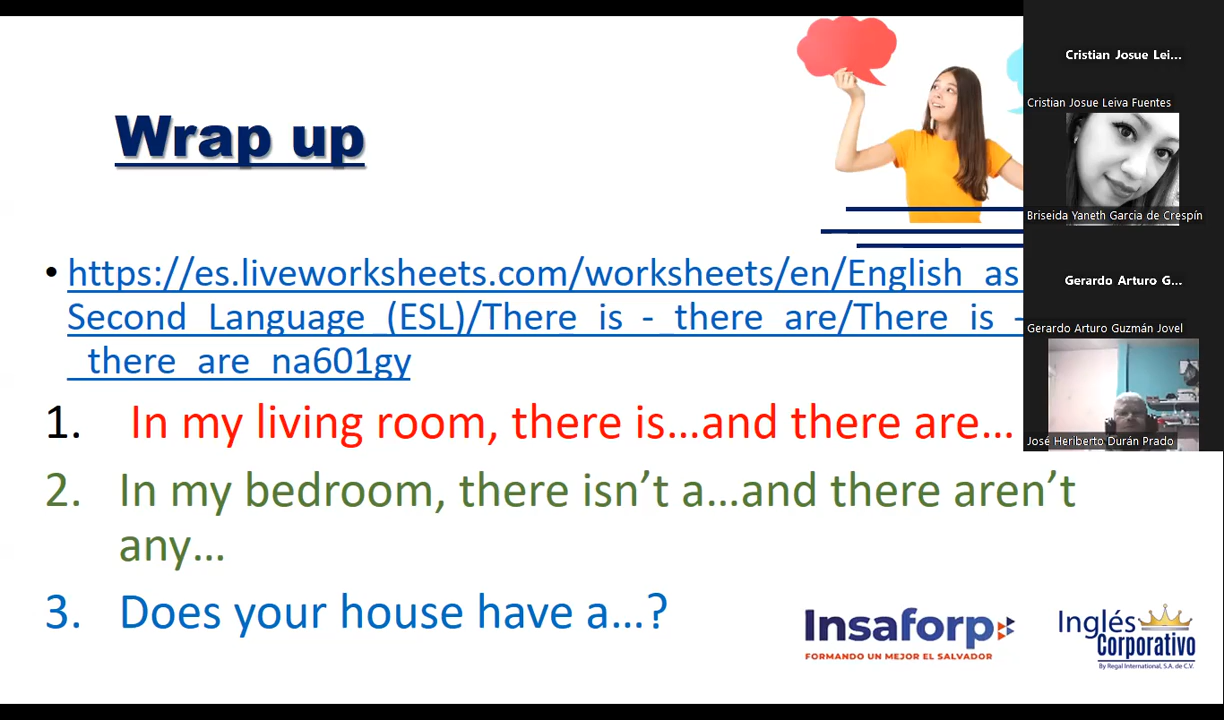 Wrap up
• https://es.liveworksheets.com/worksheets/en/English_as
Second_Language_(ESL)/There_is_-_there_are/There_is_-
_there_are_na601gy
1. In my living room, there is…and there are…
2. In my bedroom, there isn’t a…and there aren’t
any…
3. Does your house have a…?
Insaforp
FORMANDO UN MEJOR EL SALVADOR
Inglés
Corporativo
By Regal International, S.A. de C.V.
Cristian Josue Lei...
Cristian Josue Leiva Fuentes
Briseida Yaneth Garcia de Crespín
Gerardo Arturo G...
Gerardo Arturo Guzmán Jovel
José Heriberto Durán Prado